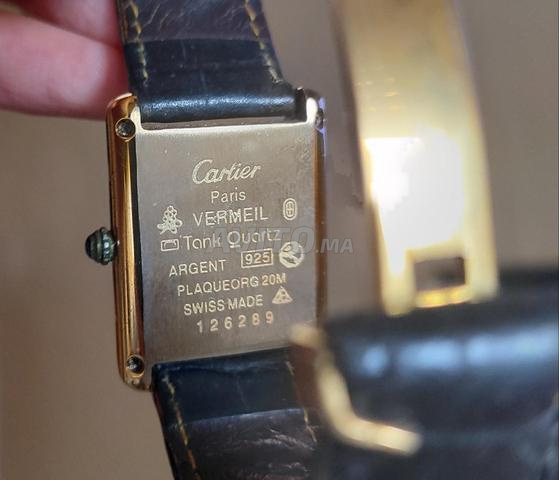 Cartier
Paris
VERMEIL
Tank Quartz
ARGENT 925
PLAQUEORG 20M
SWISS MADE
126289